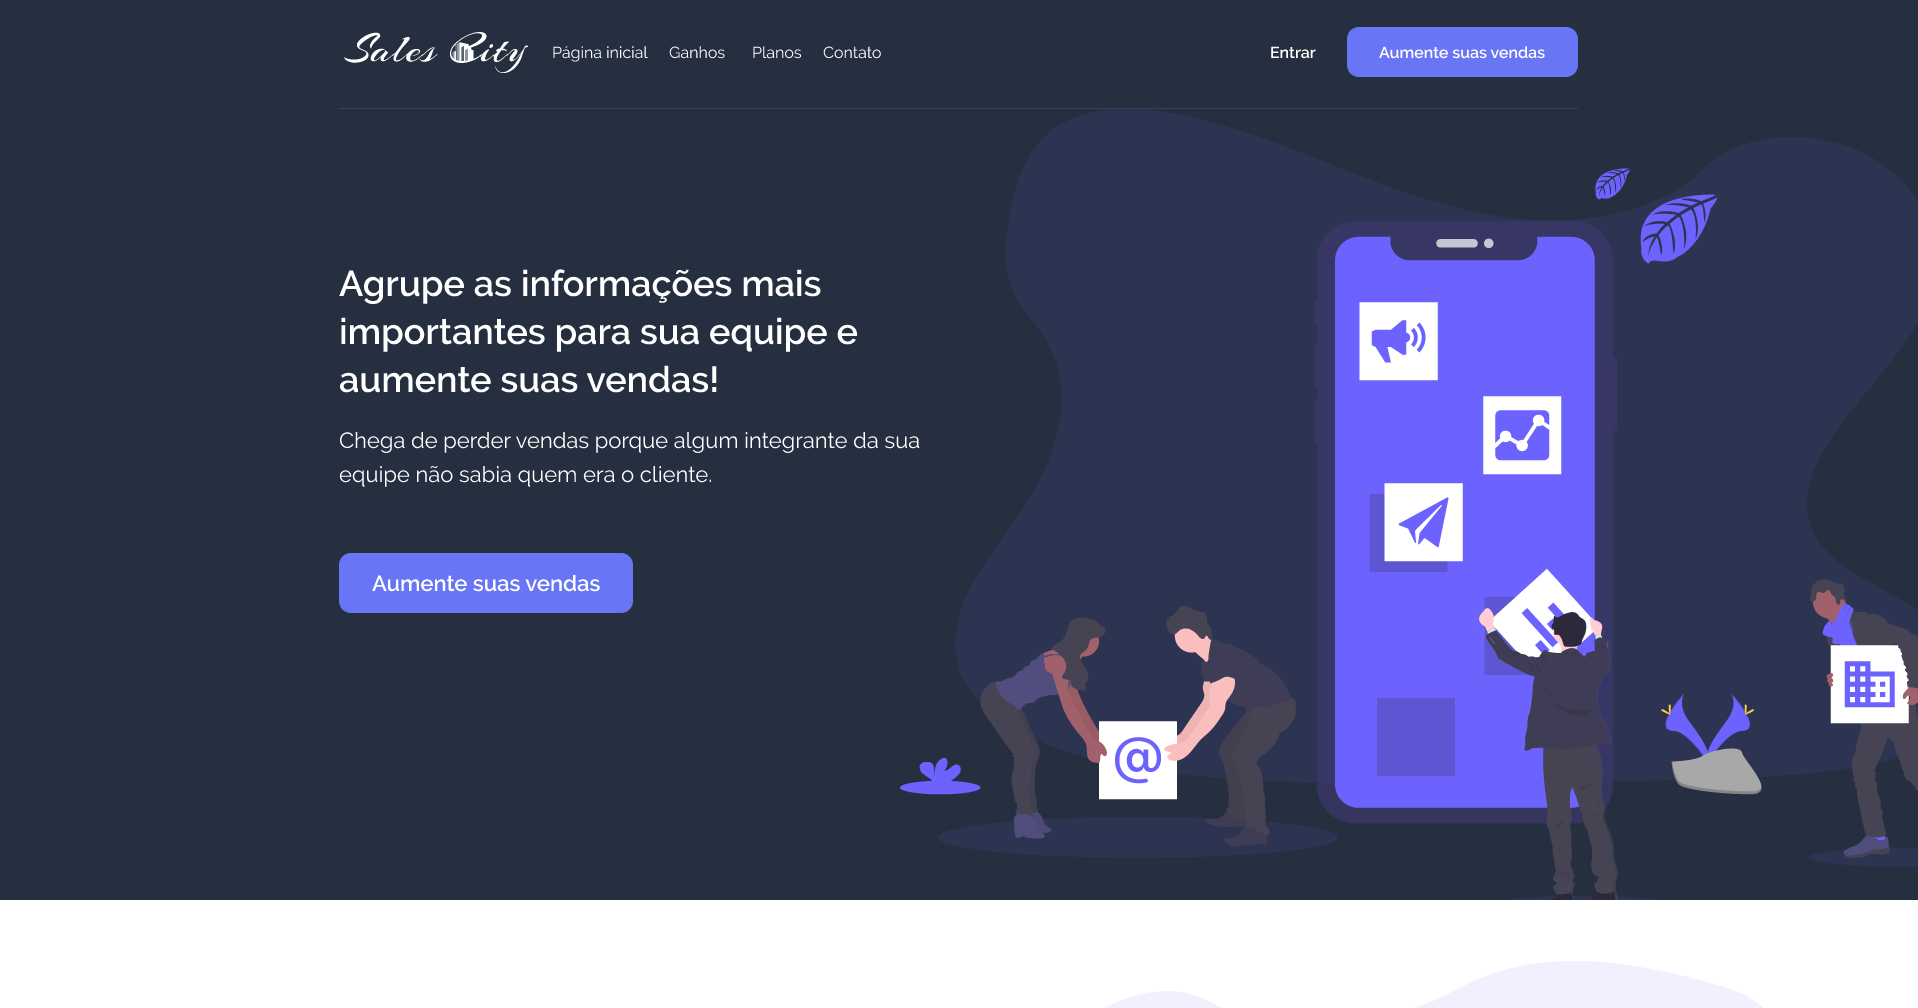 Sales City
Página inicial
Ganhos
Planos
Contato
Entrar
Aumente suas vendas
Agrupe as informações mais
importantes para sua equipe e
aumente suas vendas!
Chega de perder vendas porque algum integrante da sua
equipe não sabia quem era o cliente.
Aumente suas vendas
@